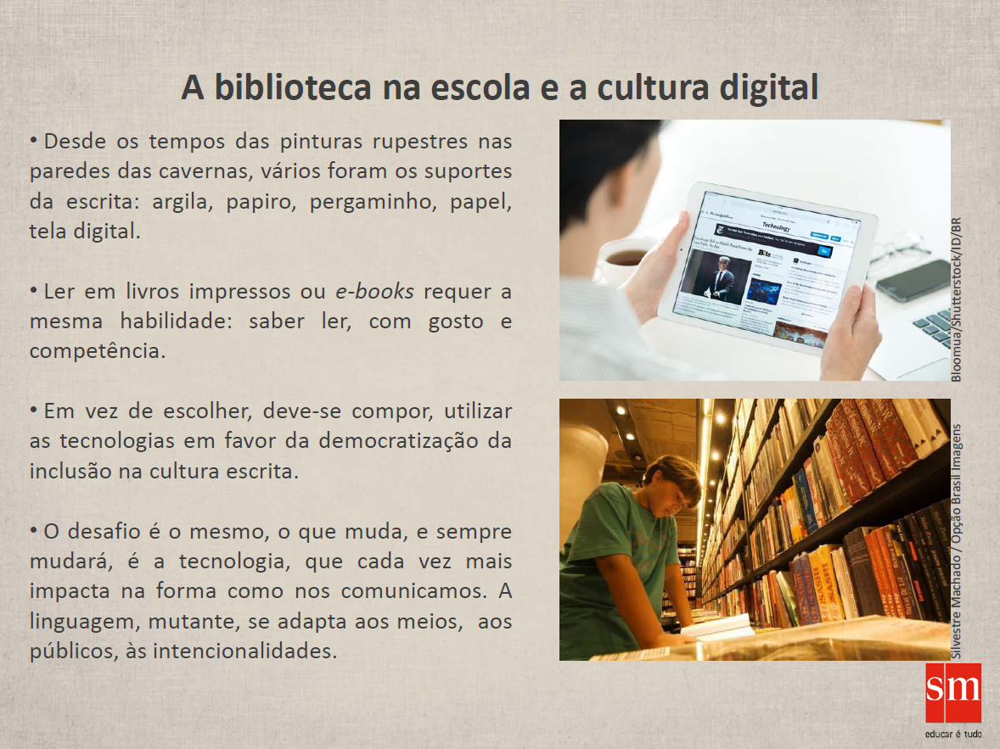 A biblioteca na escola e a cultura digital
• Desde os tempos das pinturas rupestres nas
paredes das cavernas, vários foram os suportes
da escrita: argila, papiro, pergaminho, papel,
tela digital.
• Ler em livros impressos ou e-books requer a
mesma habilidade: saber ler, com gosto e
competência.
• Em vez de escolher, deve-se compor, utilizar
as tecnologias em favor da democratização da
inclusão na cultura escrita.
• O desafio é o mesmo, o que muda, e sempre
mudará, é a tecnologia, que cada vez mais
impacta na forma como nos comunicamos. A
linguagem, mutante, se adapta aos meios,  aos
públicos, às intencionalidades.
Technology
Bits
Bloomua/Shutterstock/ID/BR
Silvestre Machado / Opção Brasil Imagens
sm
educar é tudo